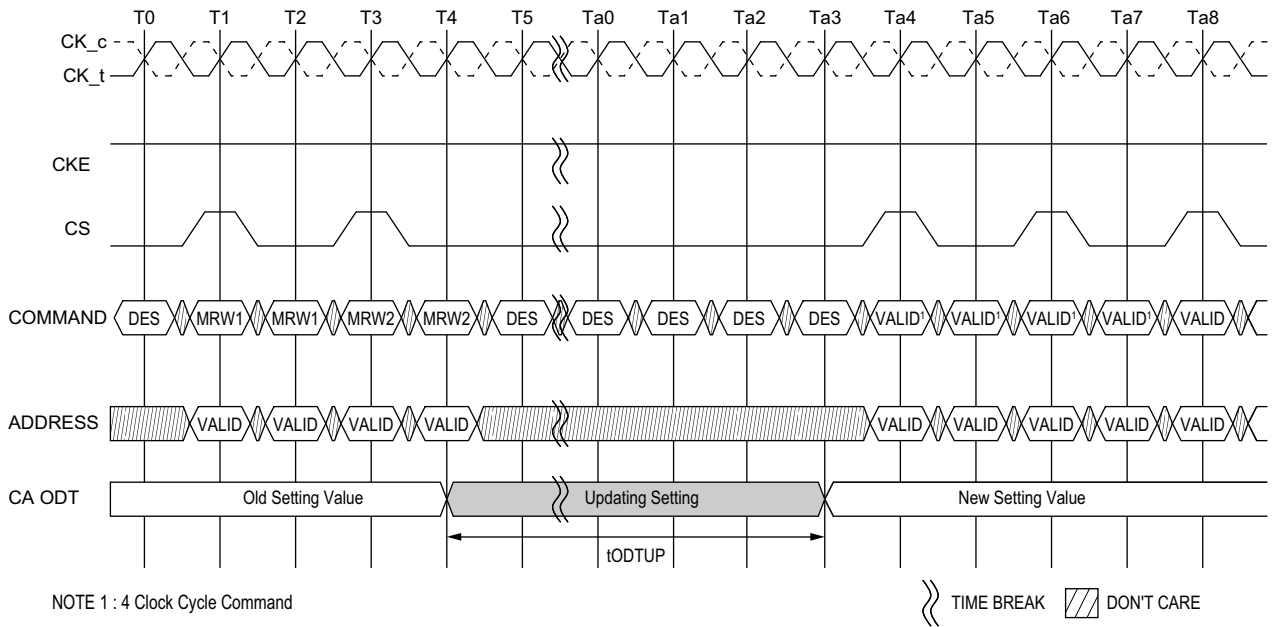 T0 T1 T2 T3 T4 T5 Ta0 Ta1 Ta2 Ta3 Ta4 Ta5 Ta6 Ta7 Ta8
CK_c
CK_t
CKE
CS
COMMAND DES MRW1 MRW1 MRW2 MRW2 DES DES DES DES DES VALID¹ VALID¹ VALID¹ VALID¹ VALID
ADDRESS VALID VALID VALID VALID VALID VALID VALID VALID VALID
CA ODT Old Setting Value Updating Setting New Setting Value
tODTUP
NOTE 1 : 4 Clock Cycle Command TIME BREAK DON'T CARE